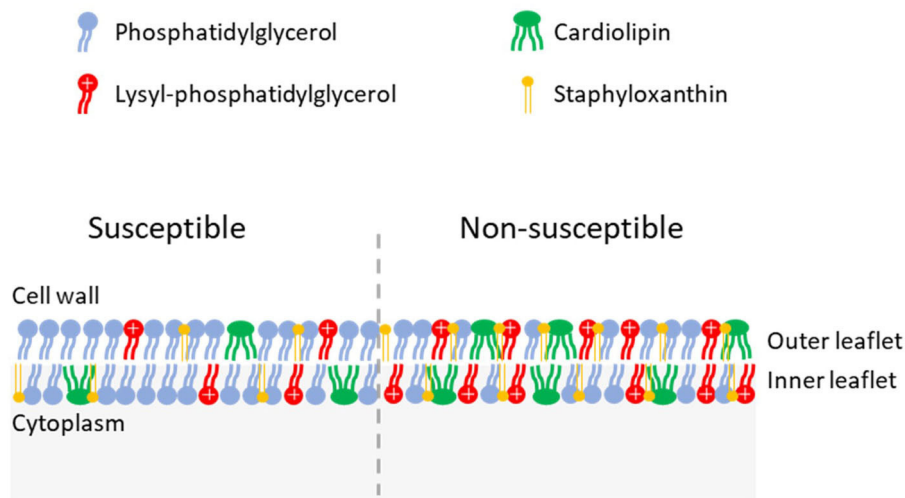 Phosphatidylglycerol
Cardiolipin
Lysyl-phosphatidylglycerol
Staphyloxanthin
Susceptible
Non-susceptible
Cell wall
Outer leaflet
Inner leaflet
Cytoplasm